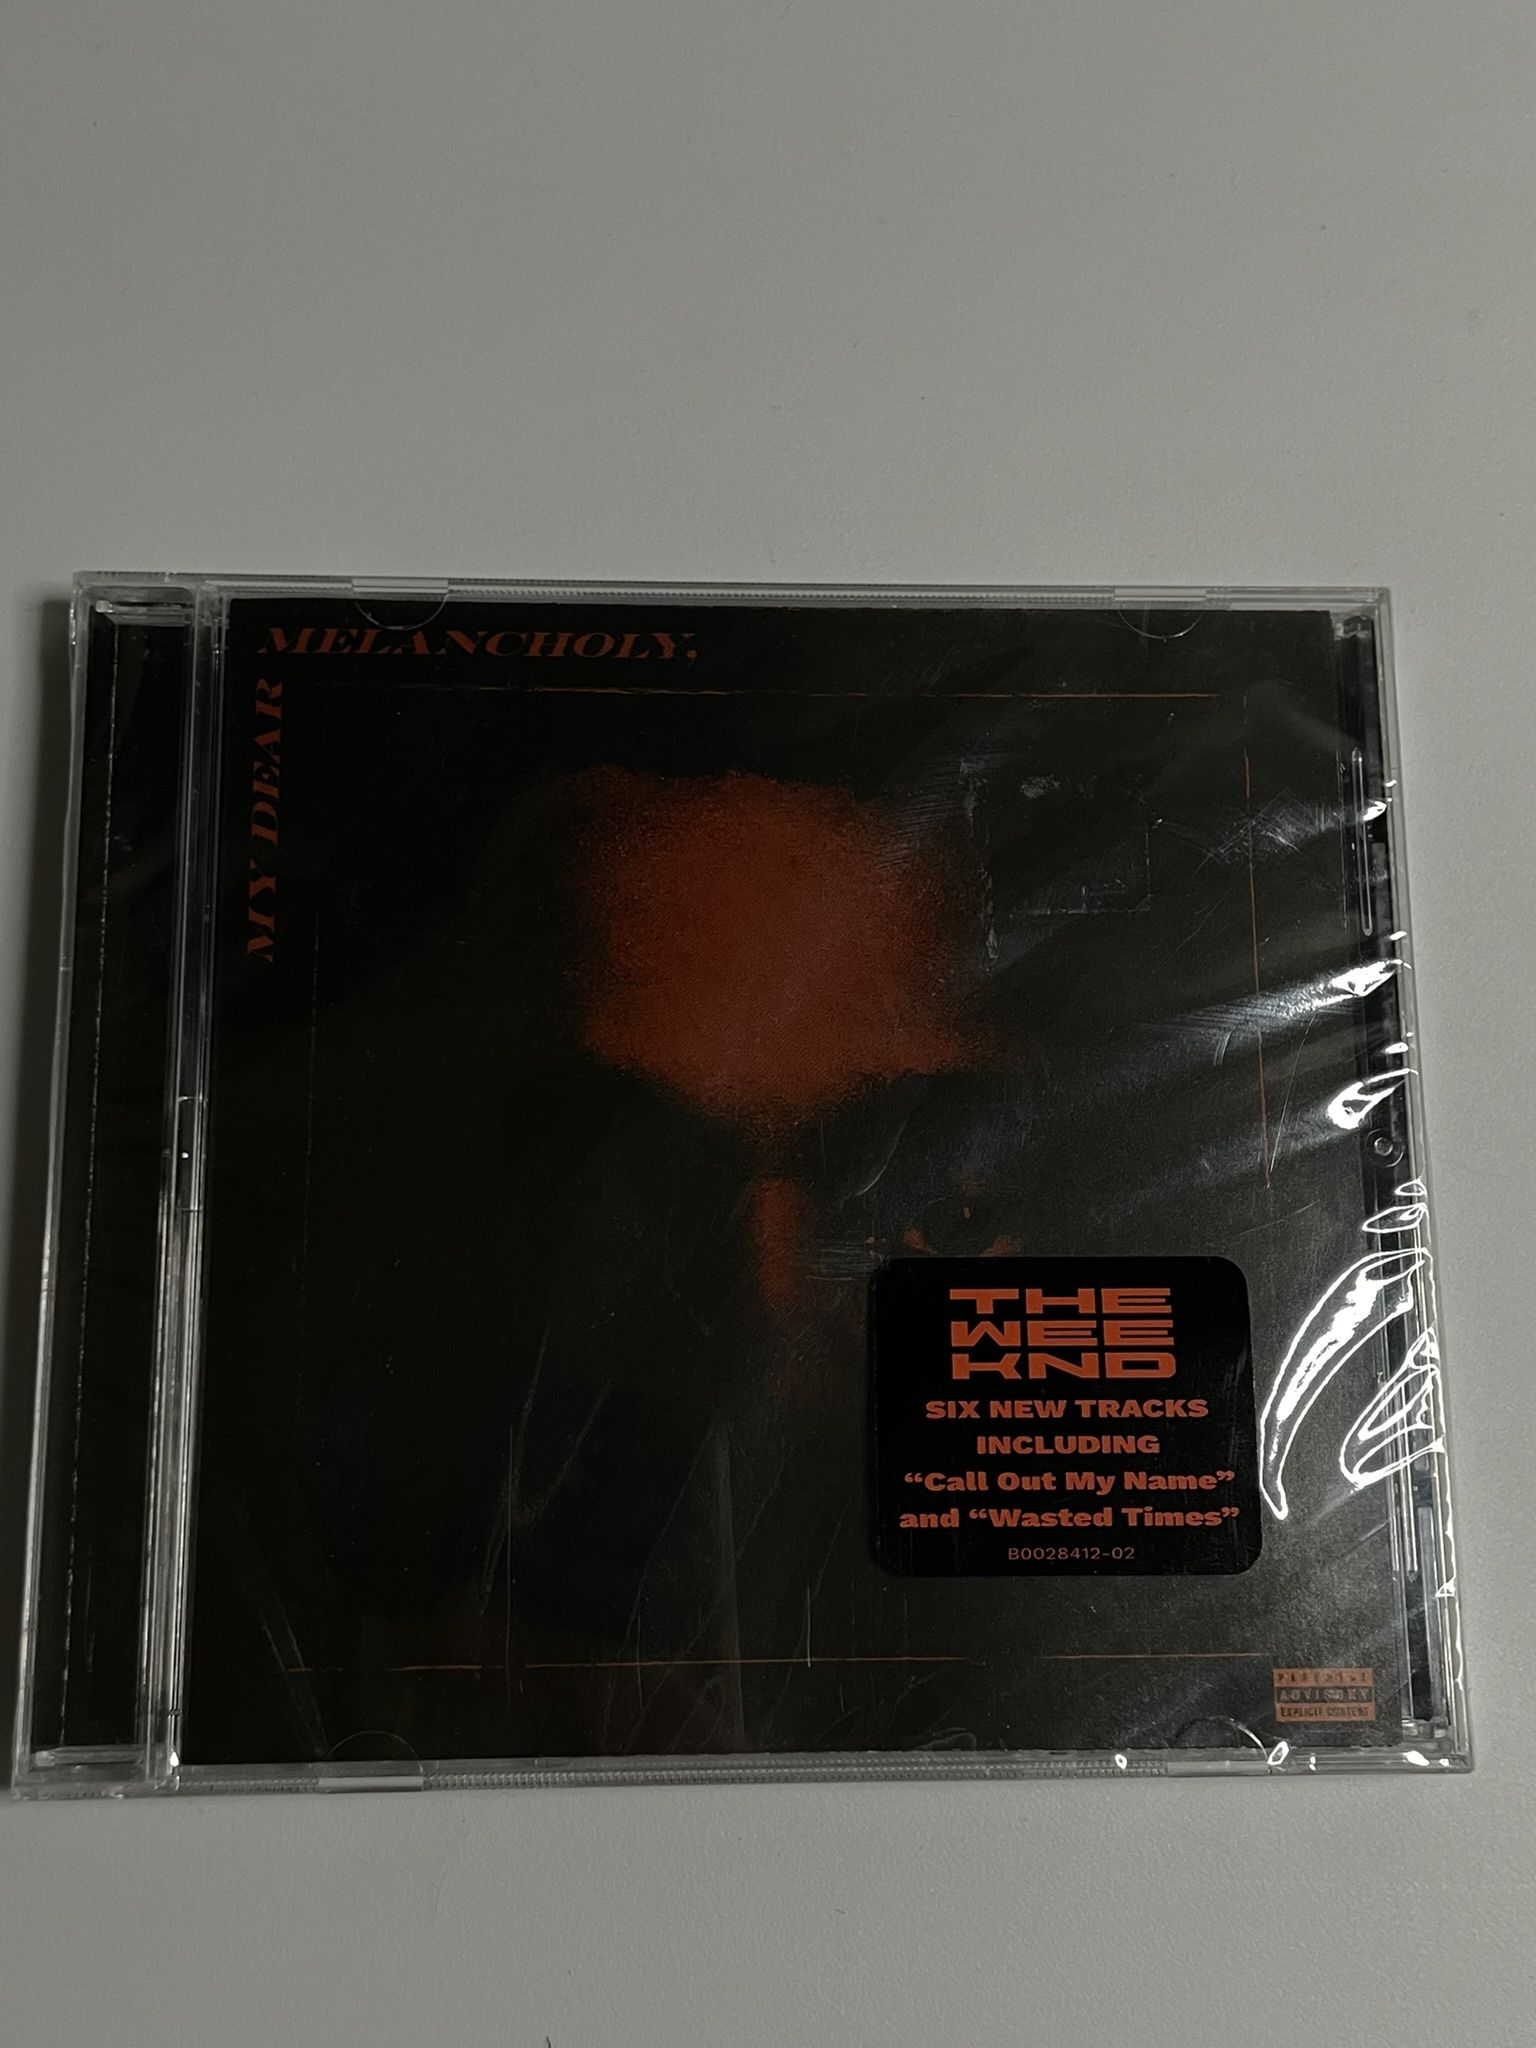 MY DEAR
MELANCHOLY,
THE
WEE
KND
SIX NEW TRACKS
INCLUDING
“Call Out My Name”
and “Wasted Times”
B0028412-02
PARENTAL
ADVISORY
EXPLICIT CONTENT